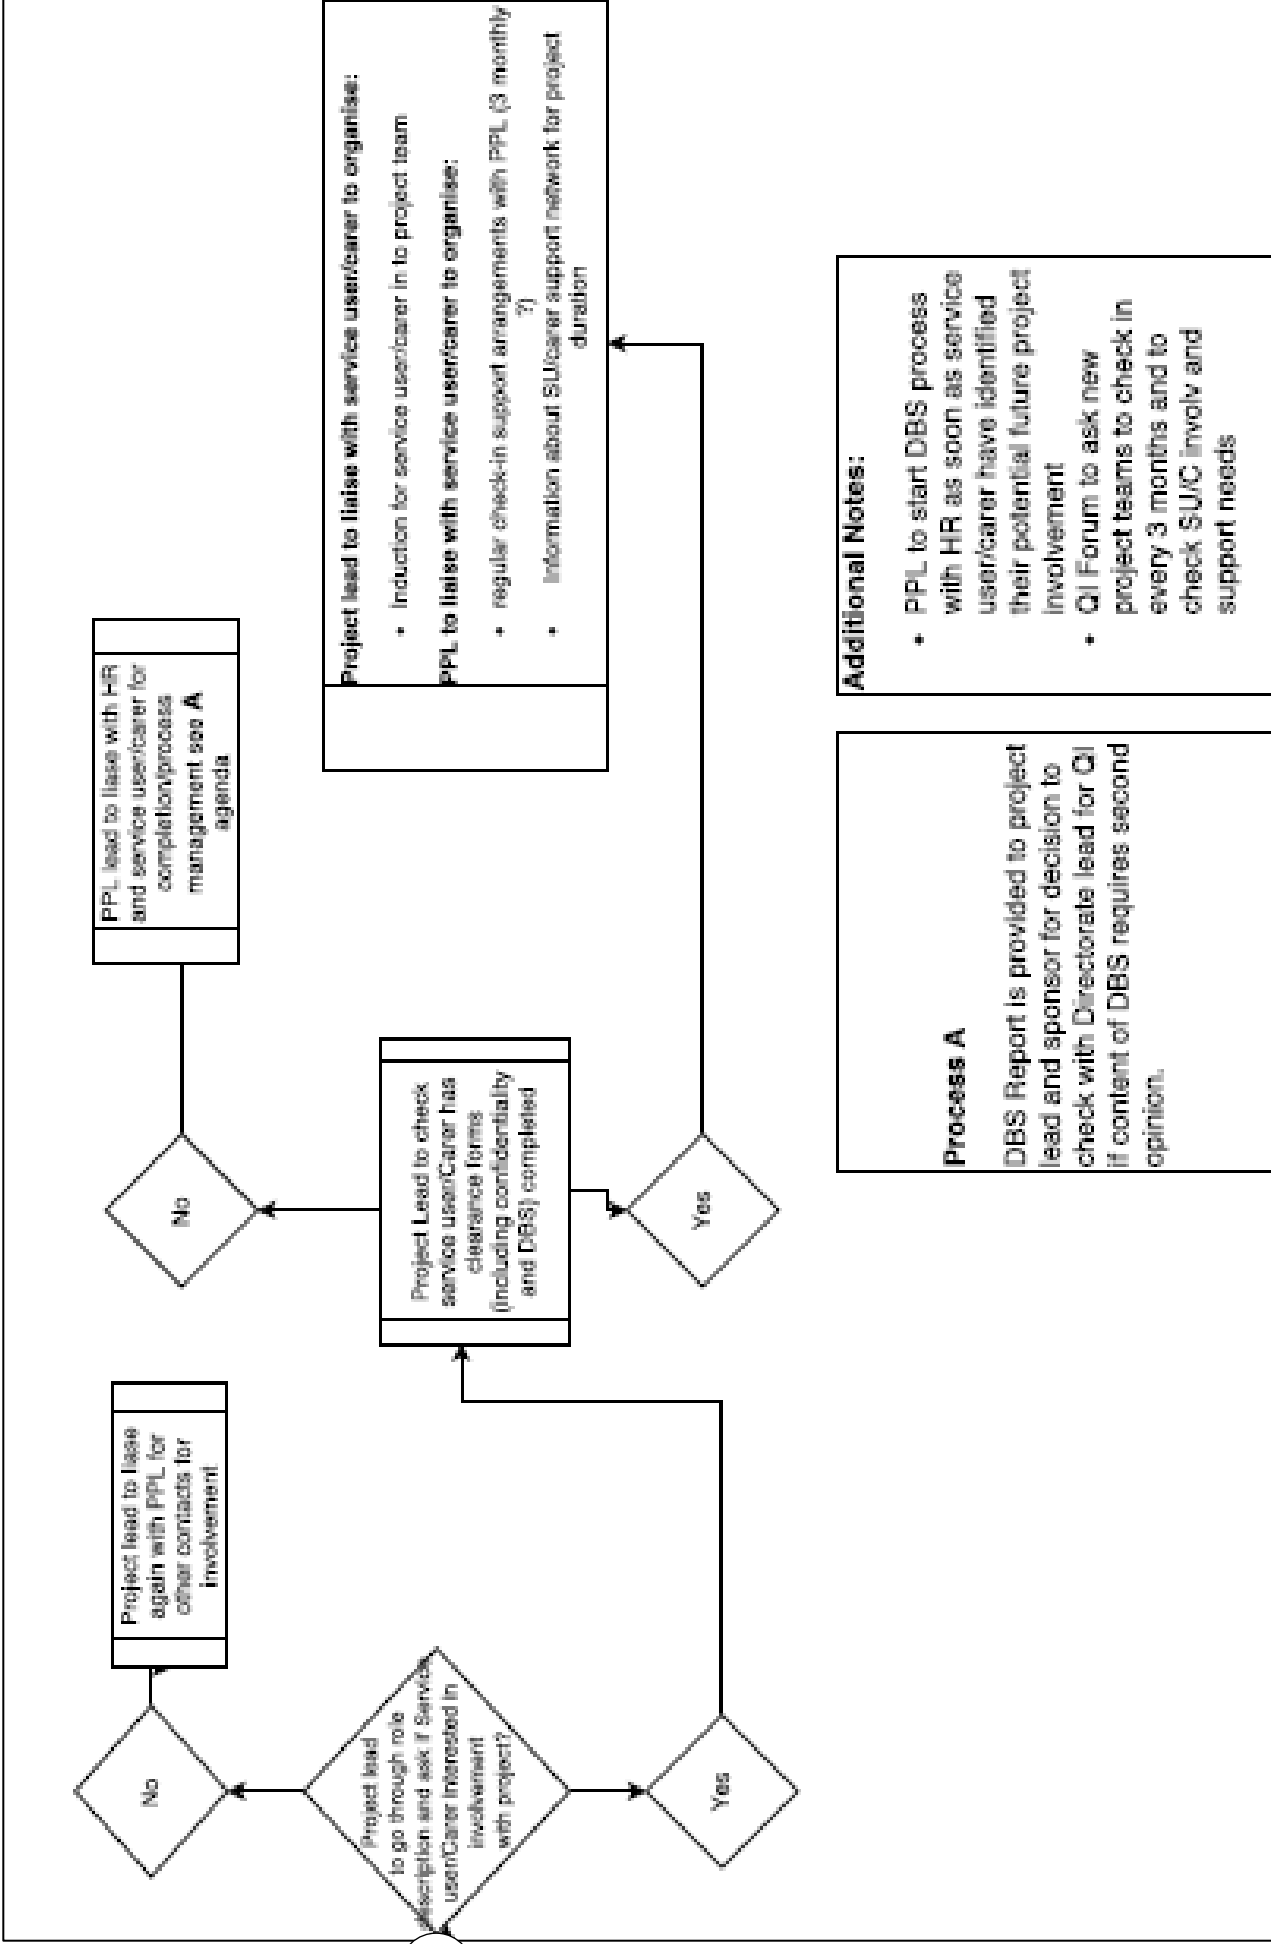 Project lead
to go through role
description and ask if Service
user/Carer interested in
involvement
with project?
No
Project lead to liase
again with PPL for
other contacts for
involvement
Yes
Project Lead to check
service user/Carer has
clearance forms
(including confidentiality
and DBS) completed
No
PPL lead to liase with HR
and service user/carer for
completion/process
management see A
agenda
Yes
Project lead to liaise with service user/carer to organise:
• Induction for service user/carer in to project team
PPL to liaise with service user/carer to organise:
• regular check-in support arrangements with PPL (3 monthly
?)
• Information about SU/carer support network for project
duration
Process A
DBS Report is provided to project
lead and sponsor for decision to
check with Directorate lead for QI
if content of DBS requires second
opinion.
Additional Notes:
• PPL to start DBS process
with HR as soon as service
user/carer have identified
their potential future project
involvement
• QI Forum to ask new
project teams to check in
every 3 months and to
check SU/C involv and
support needs